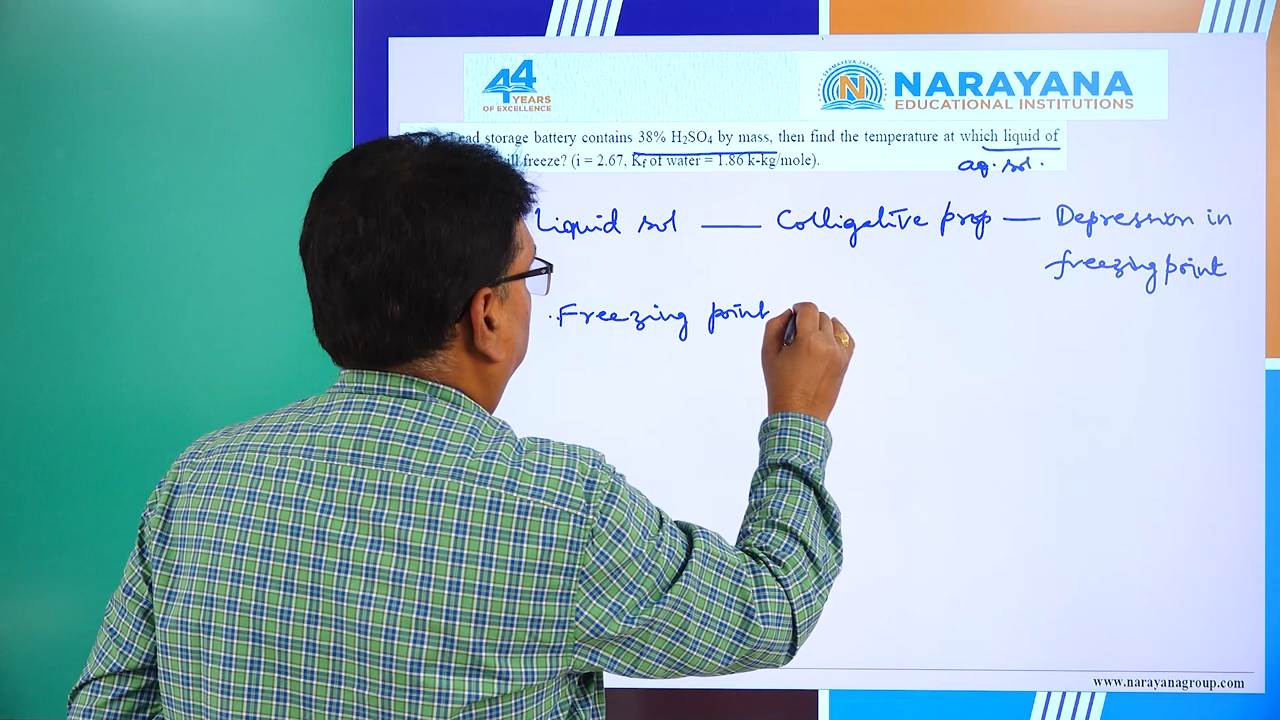 44
YEARS
OF EXCELLENCE
SAMAYEVA JAYATHE
N
NARAYANA
EDUCATIONAL INSTITUTIONS
storage battery contains 38% H₂SO₄ by mass, then find the temperature at which liquid of
freeze? (i = 2.67, Kf of water = 1.86 k-kg/mole).
aq. sol.
Liquid sol — Colligative prop — Depression in
freezing point
Freezing point
www.narayanagroup.com